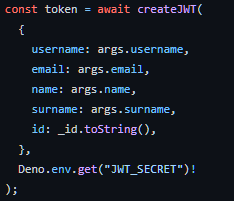 const token = await createJWT(
  {
    username: args.username,
    email: args.email,
    name: args.name,
    surname: args.surname,
    id: _id.toString(),
  },
  Deno.env.get("JWT_SECRET")!
);